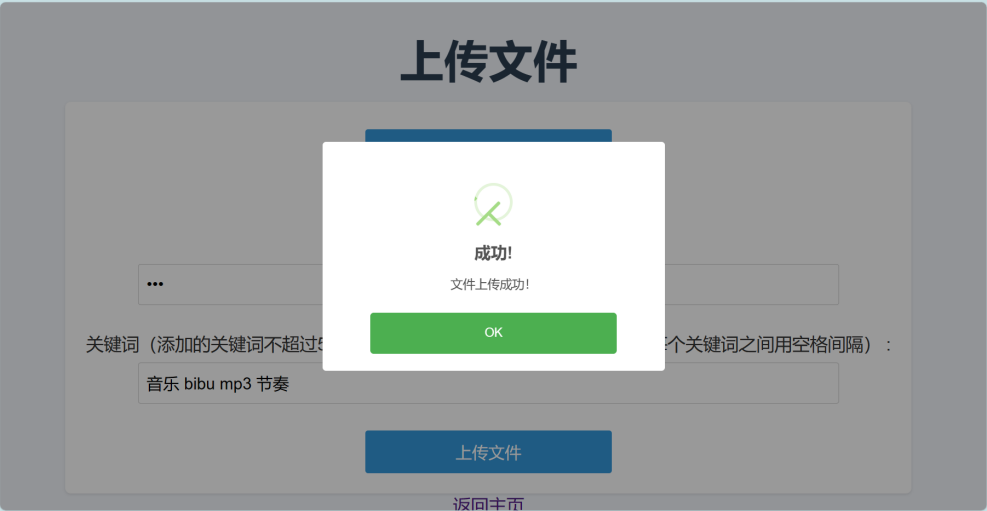 上传文件
成功!
文件上传成功!
OK
•••
关键词（添加的关键词不超过
个关键词之间用空格间隔）：
音乐 bibu mp3 节奏
上传文件
返回主页